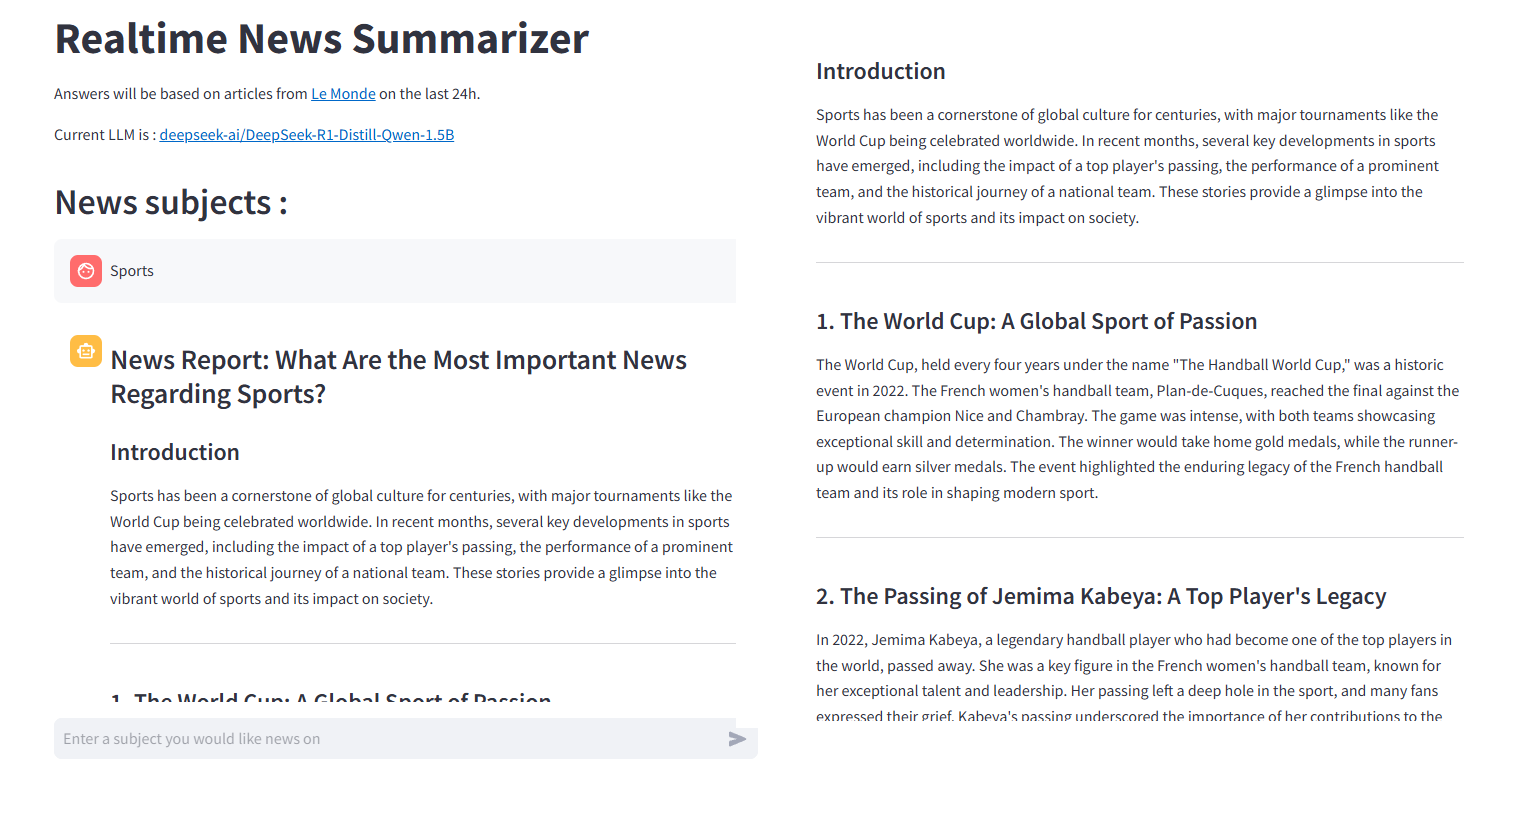 Realtime News Summarizer
Answers will be based on articles from Le Monde on the last 24h.
Current LLM is : deepseek-ai/DeepSeek-R1-Distill-Qwen-1.5B
News subjects :
Sports
News Report: What Are the Most Important News
Regarding Sports?
Introduction
Sports has been a cornerstone of global culture for centuries, with major tournaments like the
World Cup being celebrated worldwide. In recent months, several key developments in sports
have emerged, including the impact of a top player's passing, the performance of a prominent
team, and the historical journey of a national team. These stories provide a glimpse into the
vibrant world of sports and its impact on society.
1. The World Cup: A Global Sport of Passion
Enter a subject you would like news on
Introduction
Sports has been a cornerstone of global culture for centuries, with major tournaments like the
World Cup being celebrated worldwide. In recent months, several key developments in sports
have emerged, including the impact of a top player's passing, the performance of a prominent
team, and the historical journey of a national team. These stories provide a glimpse into the
vibrant world of sports and its impact on society.
1. The World Cup: A Global Sport of Passion
The World Cup, held every four years under the name "The Handball World Cup," was a historic
event in 2022. The French women's handball team, Plan-de-Cuques, reached the final against the
European champion Nice and Chambray. The game was intense, with both teams showcasing
exceptional skill and determination. The winner would take home gold medals, while the runner-
up would earn silver medals. The event highlighted the enduring legacy of the French handball
team and its role in shaping modern sport.
2. The Passing of Jemima Kabeya: A Top Player's Legacy
In 2022, Jemima Kabeya, a legendary handball player who had become one of the top players in
the world, passed away. She was a key figure in the French women's handball team, known for
her exceptional talent and leadership. Her passing left a deep hole in the sport, and many fans
expressed their grief. Kabeya's passing underscored the importance of her contributions to the